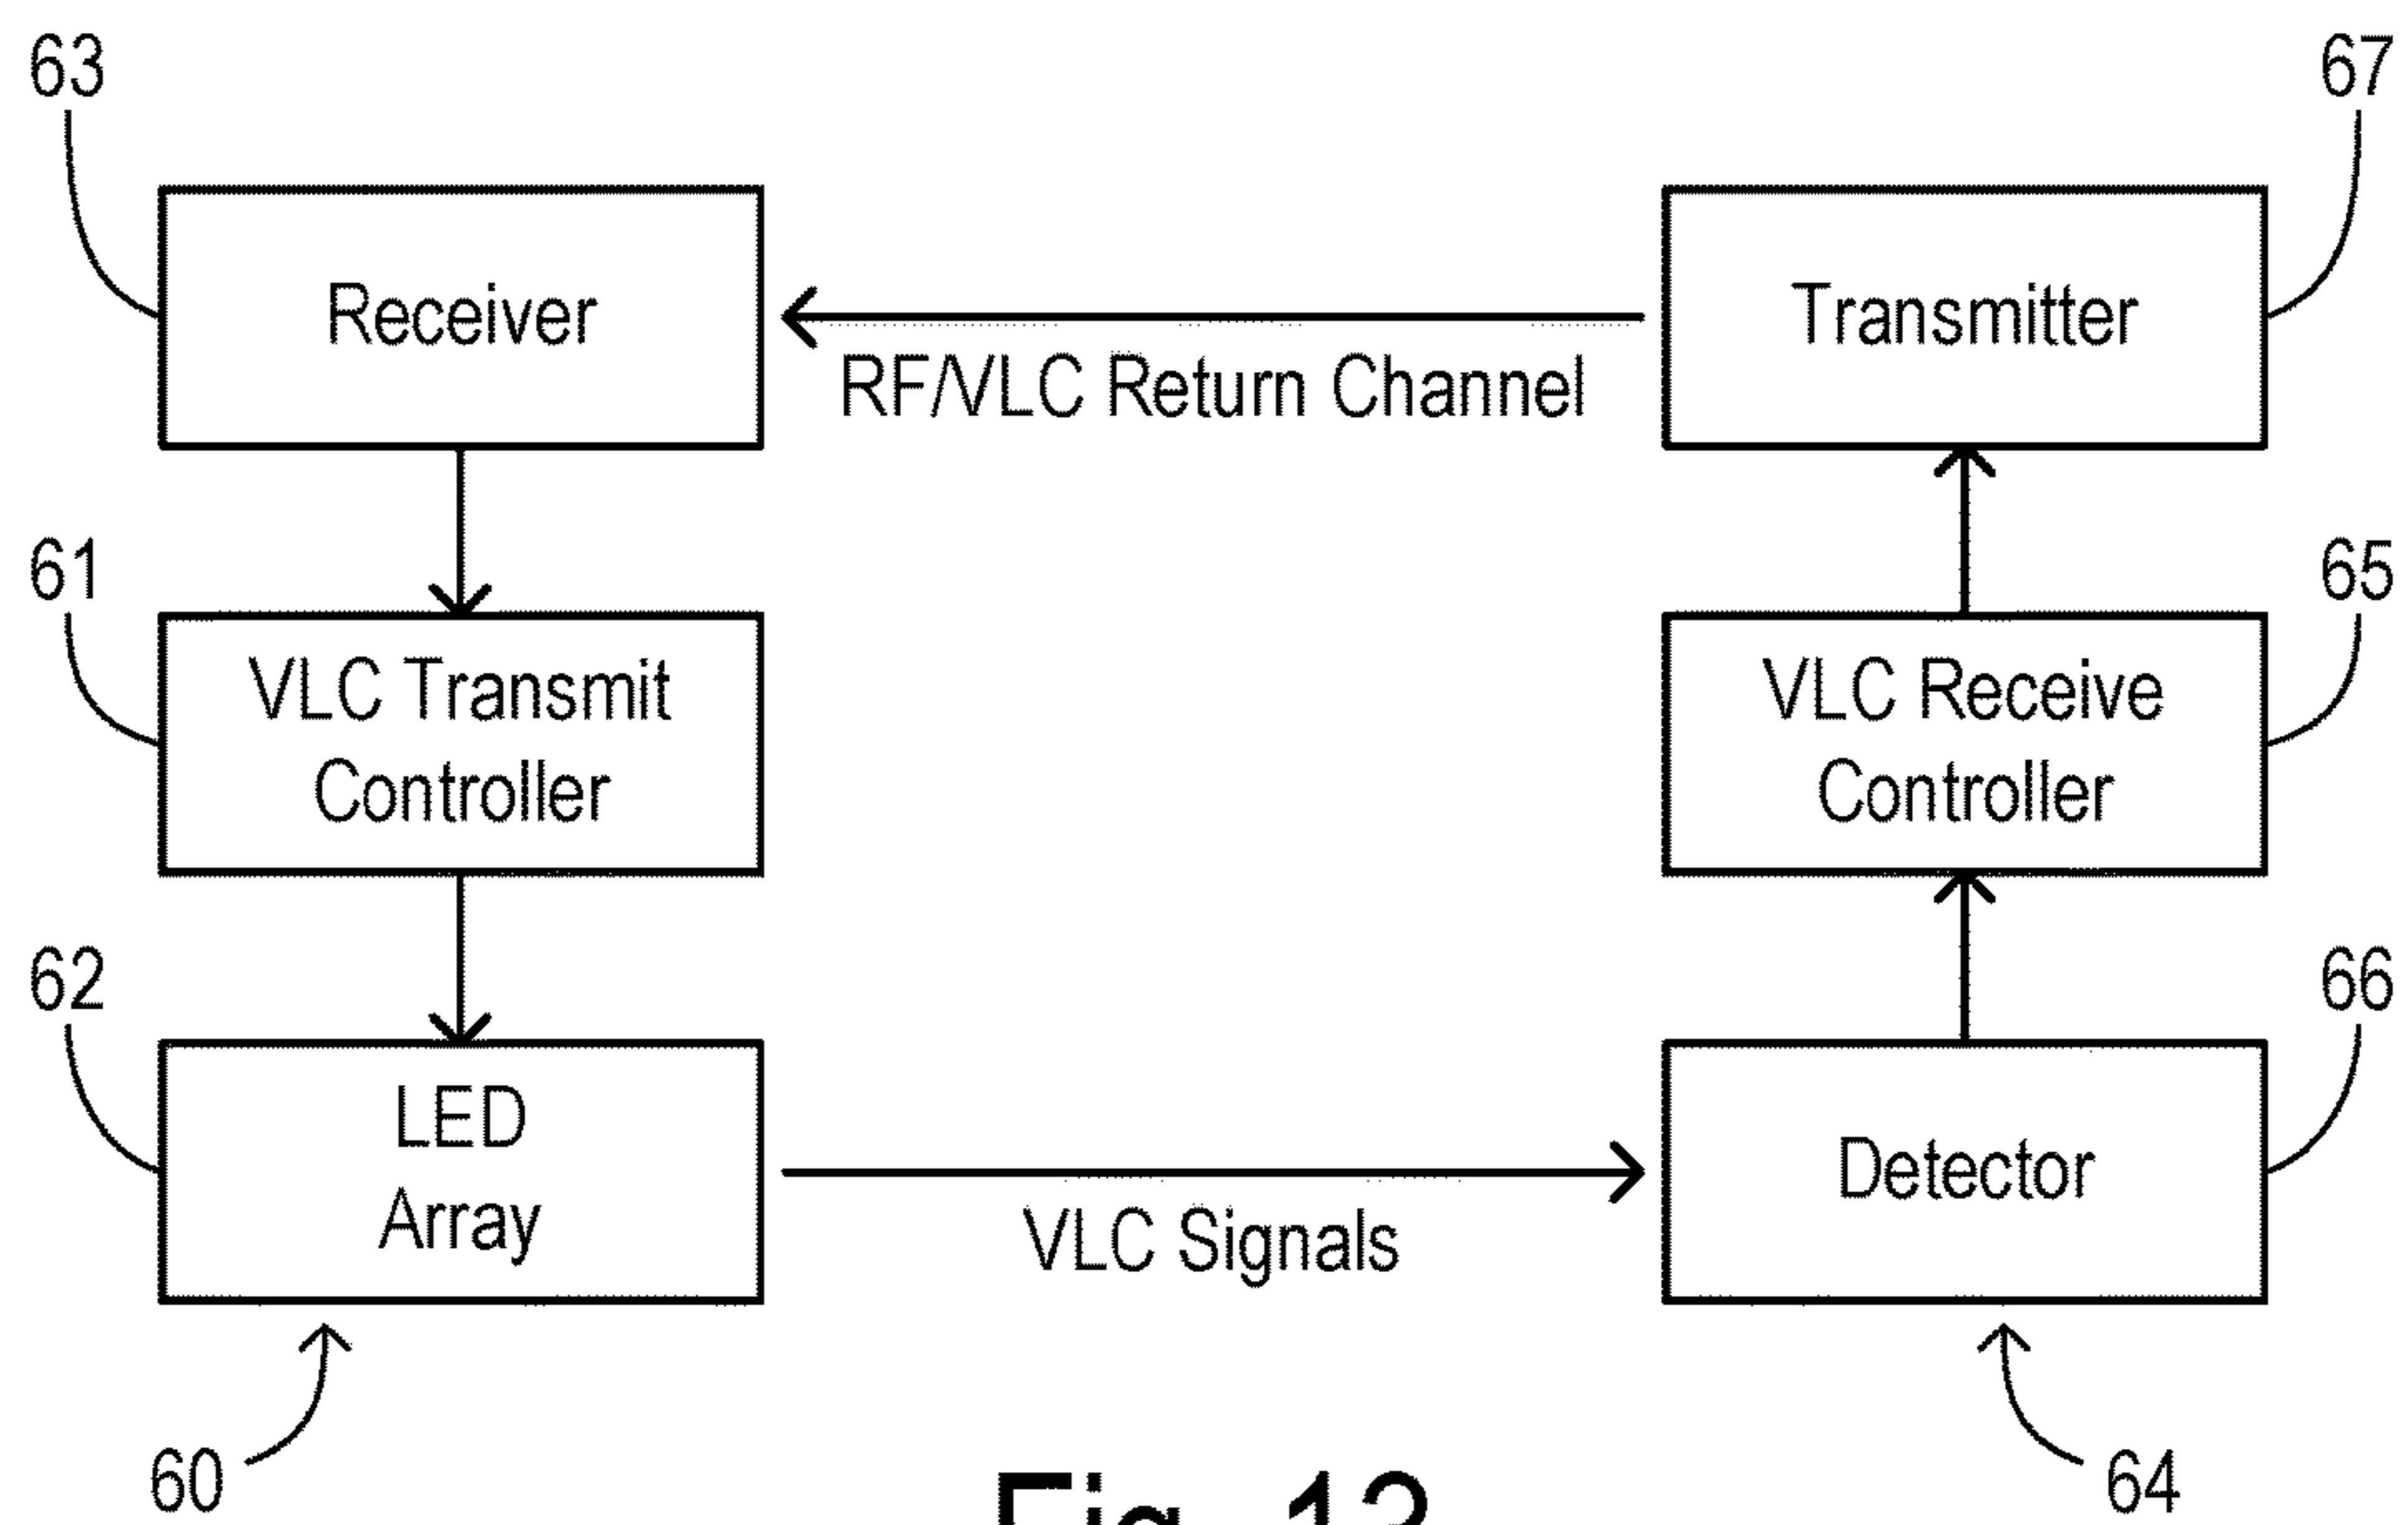 63
67
Receiver
Transmitter
RF/VLC Return Channel
61
65
VLC Transmit
Controller
VLC Receive
Controller
62
66
LED
Array
Detector
VLC Signals
60
64